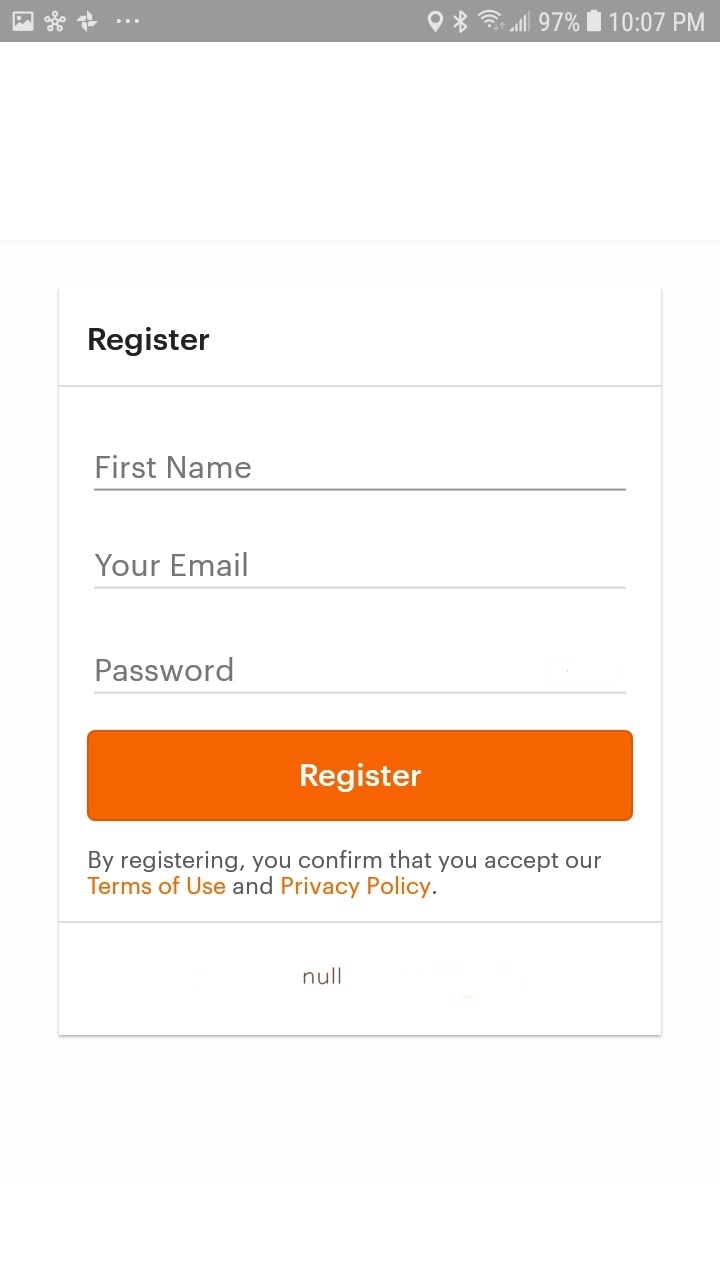 97% 10:07 PM
Register
First Name
Your Email
Password
Register
By registering, you confirm that you accept our
Terms of Use and Privacy Policy.
null